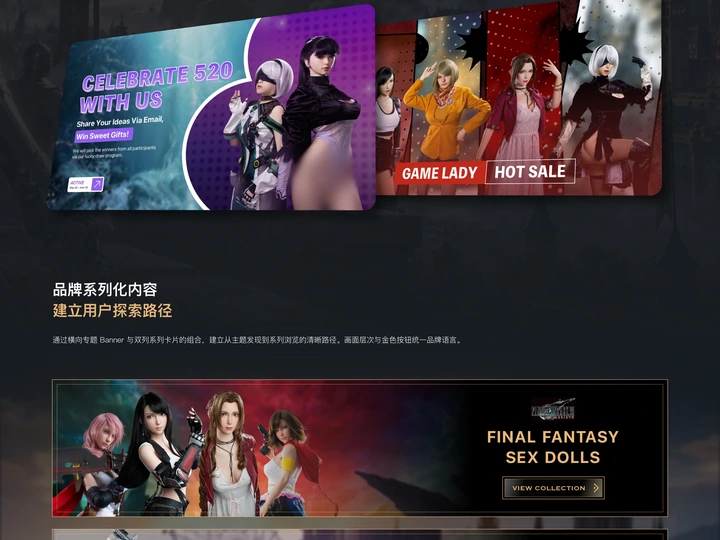 CELEBRATE 520
WITH US
Share Your Ideas Via Email,
Win Sweet Gifts!
We will pick the winners from all participants
via our lucky draw program.
ACTIVE
GAME LADY
HOT SALE
品牌系列化内容
建立用户探索路径
通过横向专题 Banner 与双列系列卡片的组合，建立从主题发现到系列浏览的清晰路径。画面层次与金色按钮统一品牌语言。
FINAL FANTASY
SEX DOLLS
VIEW COLLECTION